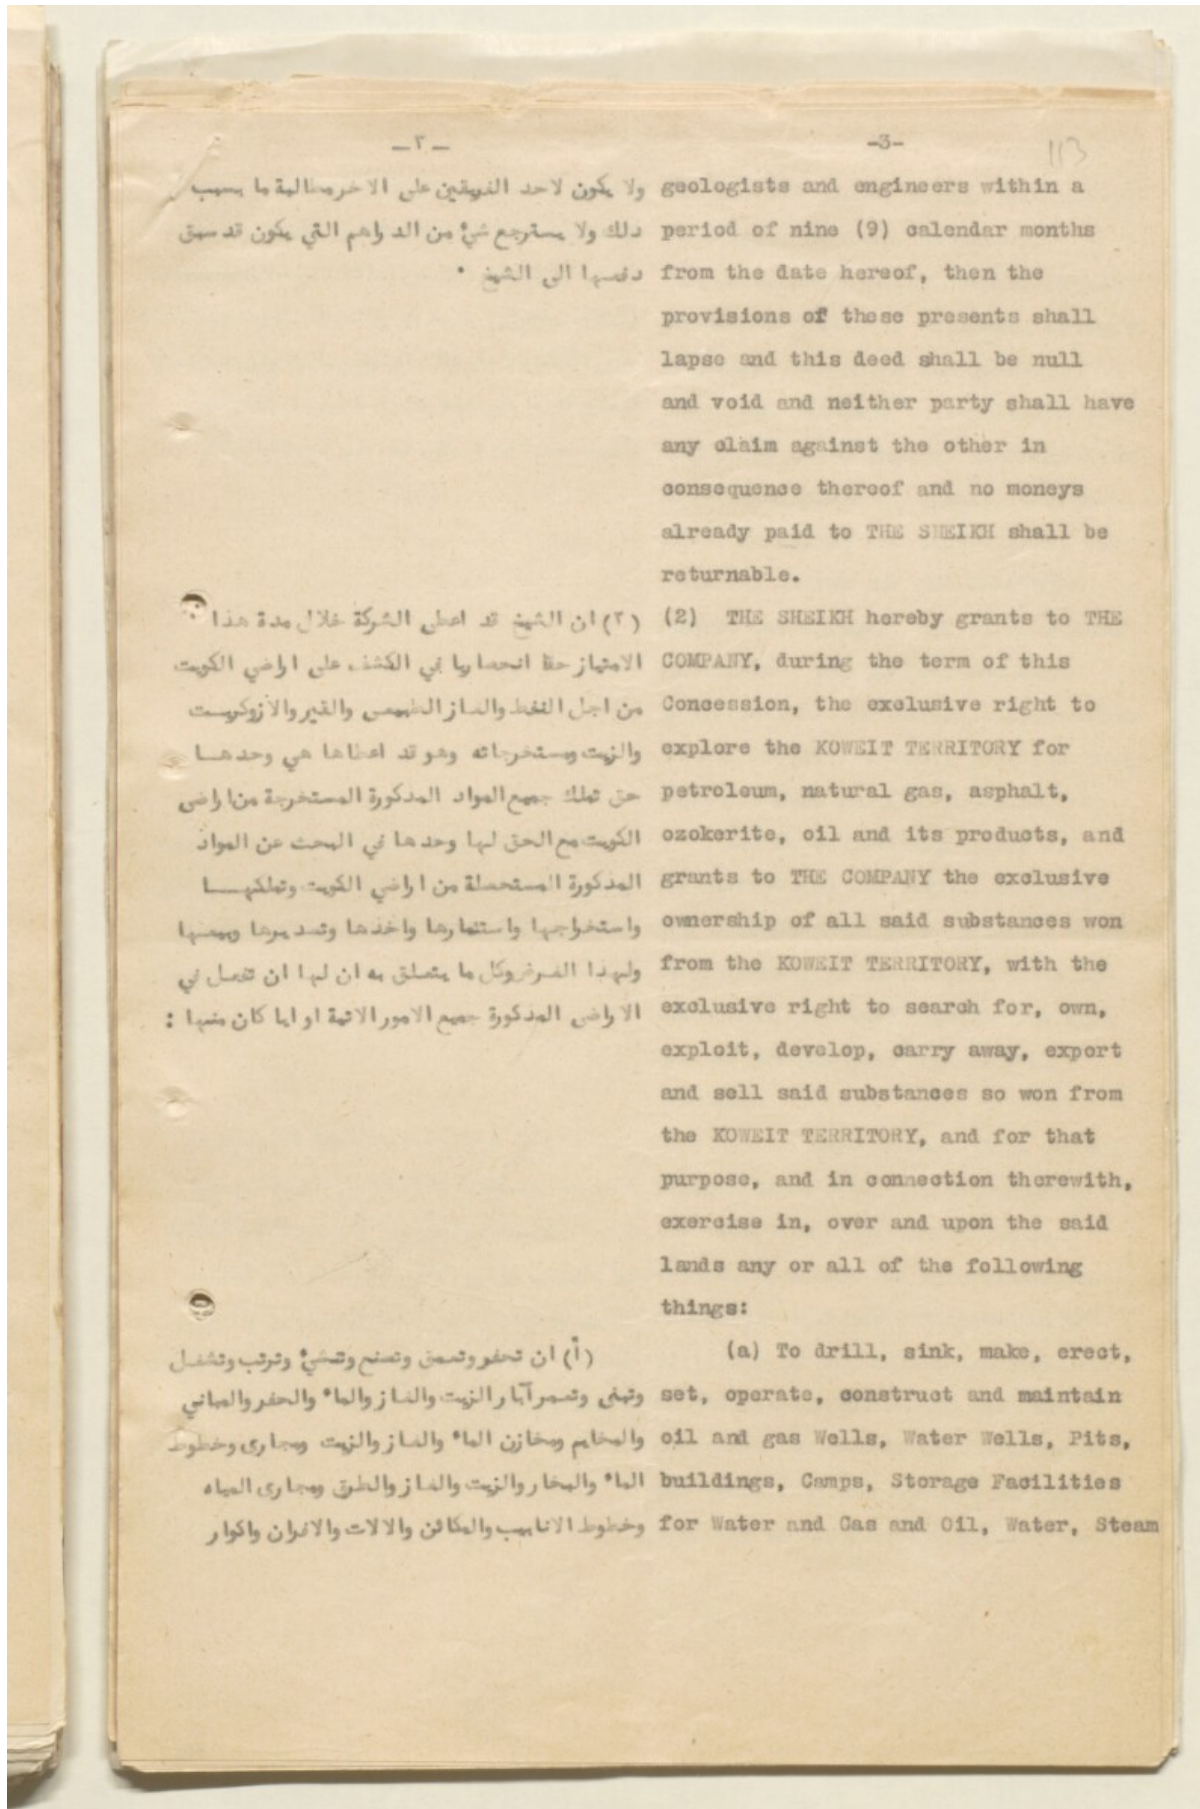 -3-
113
geologists and engineers within a
period of nine (9) calendar months
from the date hereof, then the
provisions of these presents shall
lapse and this deed shall be null
and void and neither party shall have
any claim against the other in
consequence thereof and no moneys
already paid to THE SHEIKH shall be
returnable.
(2) THE SHEIKH hereby grants to THE
COMPANY, during the term of this
Concession, the exclusive right to
explore the KOWEIT TERRITORY for
petroleum, natural gas, asphalt,
ozokerite, oil and its products, and
grants to THE COMPANY the exclusive
ownership of all said substances won
from the KOWEIT TERRITORY, with the
exclusive right to search for, own,
exploit, develop, carry away, export
and sell said substances so won from
the KOWEIT TERRITORY, and for that
purpose, and in connection therewith,
exercise in, over and upon the said
lands any or all of the following
things:
(a) To drill, sink, make, erect,
set, operate, construct and maintain
oil and gas Wells, Water Wells, Pits,
buildings, Camps, Storage Facilities
for Water and Gas and Oil, Water, Steam
ولا يكون لاحد الفريقين على الاخر مطالبة ما بسبب
ذلك ولا يسترجع شيْ من الدراهم التي يكون قد سبق
دفعها الى الشيخ .
(٢) ان الشيخ قد اعطى الشركة خلال مدة هذا
الامتياز حقا انحصاريا في الكشف على اراضي الكويت
من اجل النفط والغاز الطبيعي والقير والازوكريت
والزيت ومستخرجاته وهو قد اعطاها هي وحدهـا
حق تملك جميع المواد المذكورة المستخرجة من اراضى
الكويت مع الحق لها وحدها في البحث عن المواد
المذكورة المستحصلة من اراضي الكويت وتملكهـا
واستخراجها واستثمارها واخذها وتصديرها وبيعها
ولهذا الغرض وكل ما يتعلق به ان لها ان تفعل في
الاراضى المذكورة جميع الامور الاتية او ايا كان منها :
(أ) ان تحفر وتعمق وتصنع وتنشيْ وترتب وتشغل
وتبنى وتعمر آبار الزيت والغاز والماء والحفر والمباني
والمخايم ومخازن الماء والغاز والزيت ومجارى وخطوط
الماء والبخار والزيت والغاز والطرق ومجارى المياه
وخطوط الانابيب والمكائن والالات والافران واكوار